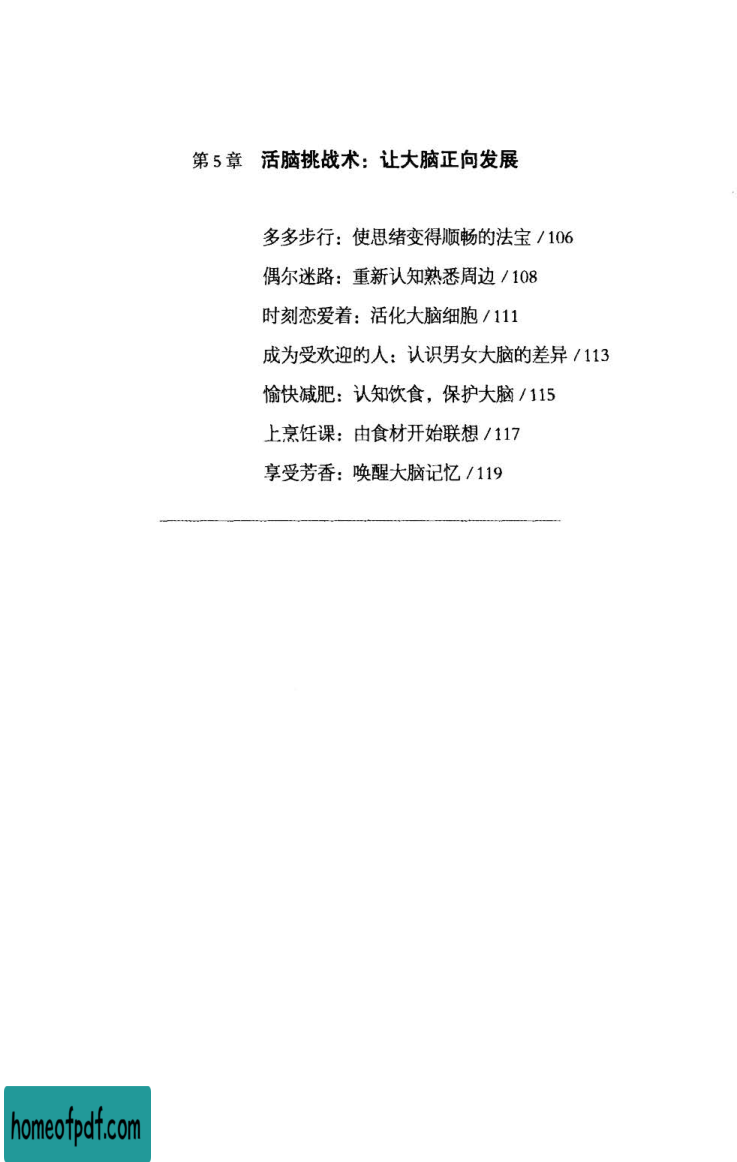 第5章 活脑挑战术：让大脑正向发展
多多步行：使思绪变得顺畅的法宝 / 106
偶尔迷路：重新认知熟悉周边 / 108
时刻恋爱着：活化大脑细胞 / 111
成为受欢迎的人：认识男女大脑的差异 / 113
愉快减肥：认知饮食，保护大脑 / 115
上烹饪课：由食材开始联想 / 117
享受芳香：唤醒大脑记忆 / 119
homeofpdf.com